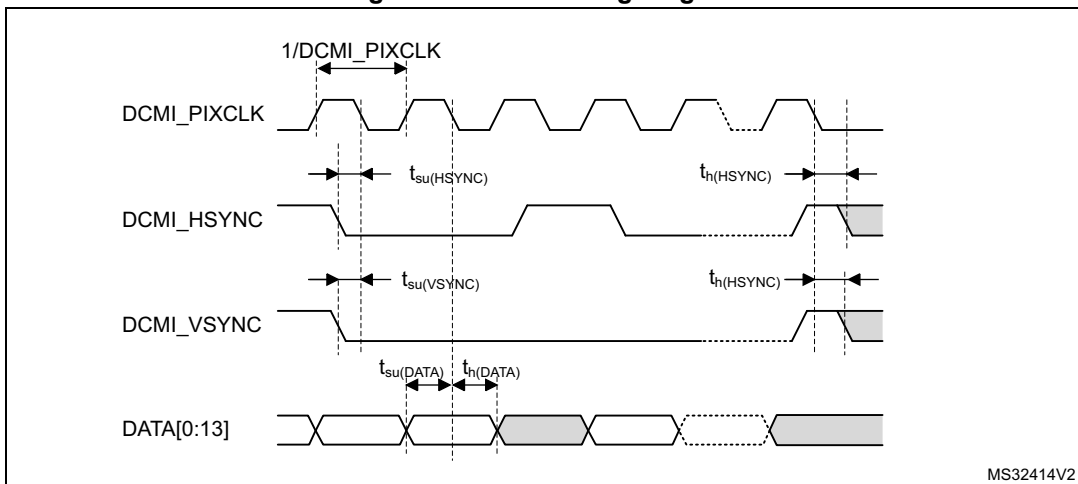 1/DCMI_PIXCLK
DCMI_PIXCLK
tsu(HSYNC)
th(HSYNC)
DCMI_HSYNC
tsu(VSYNC)
th(HSYNC)
DCMI_VSYNC
tsu(DATA) th(DATA)
DATA[0:13]
MS32414V2